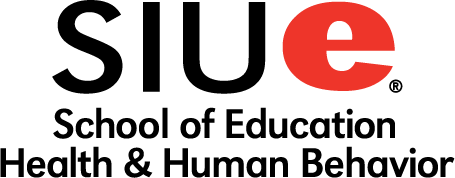 SIUe®
School of Education
Health & Human Behavior